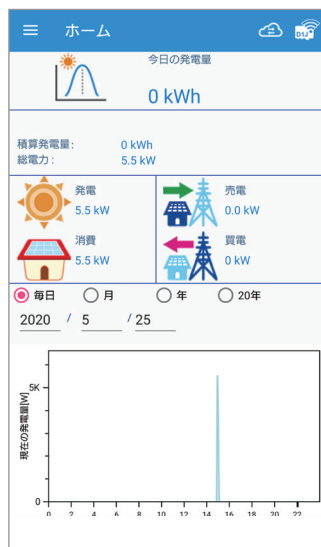 ホーム
今日の発電量
0 kWh
積算発電量: 0 kWh
総電力: 5.5 kW
発電
5.5 kW
売電
0.0 kW
消費
5.5 kW
買電
0 kW
毎日 月 年 20年
2020 / 5 / 25
現在の発電量[W]
5K
0
0 2 4 6 8 10 12 14 16 18 20 22